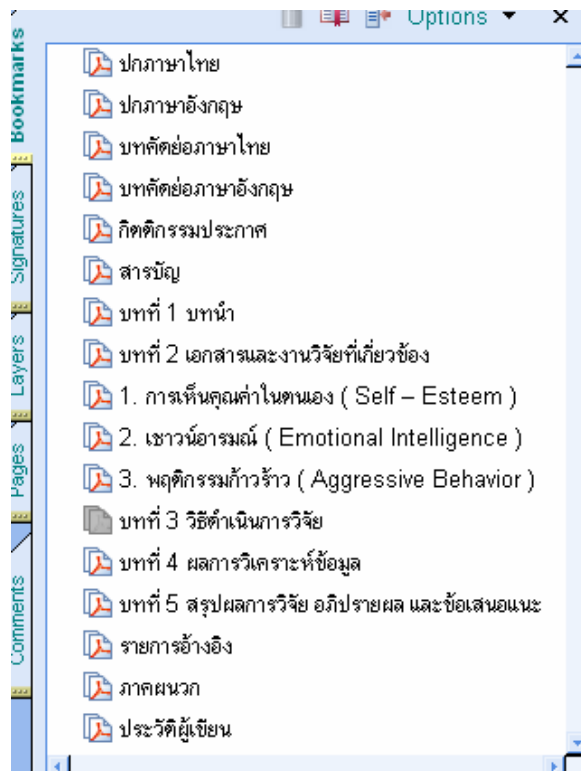 Options
Bookmarks
Signatures
Layers
Pages
Comments
ปกภาษาไทย
ปกภาษาอังกฤษ
บทคัดย่อภาษาไทย
บทคัดย่อภาษาอังกฤษ
กิตติกรรมประกาศ
สารบัญ
บทที่ 1 บทนำ
บทที่ 2 เอกสารและงานวิจัยที่เกี่ยวข้อง
1. การเห็นคุณค่าในตนเอง ( Self – Esteem )
2. เชาวน์อารมณ์ ( Emotional Intelligence )
3. พฤติกรรมก้าวร้าว ( Aggressive Behavior )
บทที่ 3 วิธีดำเนินการวิจัย
บทที่ 4 ผลการวิเคราะห์ข้อมูล
บทที่ 5 สรุปผลการวิจัย อภิปรายผล และข้อเสนอแนะ
รายการอ้างอิง
ภาคผนวก
ประวัติผู้เขียน